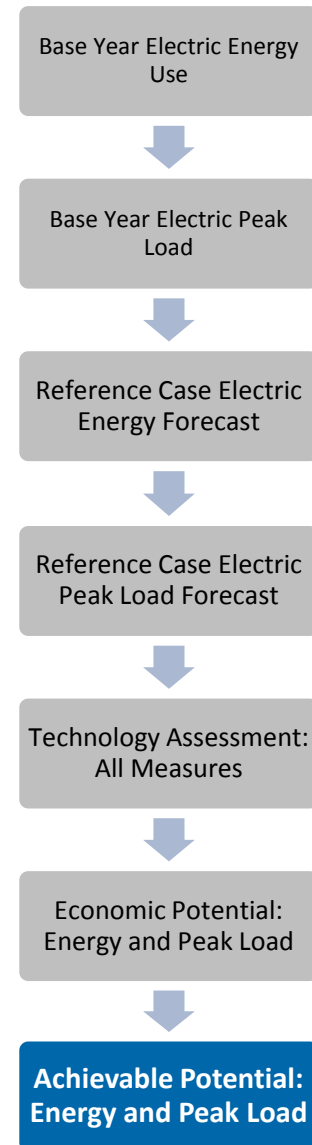 Base Year Electric Energy
Use
Base Year Electric Peak
Load
Reference Case Electric
Energy Forecast
Reference Case Electric
Peak Load Forecast
Technology Assessment:
All Measures
Economic Potential:
Energy and Peak Load
Achievable Potential:
Energy and Peak Load